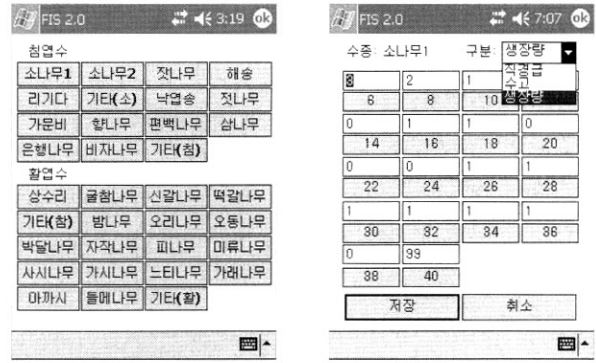 FIS 2.0 3:19 ok
침엽수
소나무1 소나무2 잣나무 해송
리기다 기타(소) 낙엽송 젓나무
가문비 향나무 편백나무 삼나무
은행나무 비자나무 기타(침)
활엽수
상수리 굴참나무 신갈나무 떡갈나무
기타(참) 밤나무 오리나무 오동나무
박달나무 자작나무 피나무 미류나무
사시나무 가시나무 느티나무 가래나무
아까시 들메나무 기타(활)
FIS 2.0 7:07 ok
수종: 소나무1 구분: 생장량
직경급
수고
생장량
3 2 1
6 8 10
0 1 1 0
14 16 18 20
0 0 1 1
22 24 26 28
1 1 1 1
30 32 34 36
0 99
38 40
저장 취소